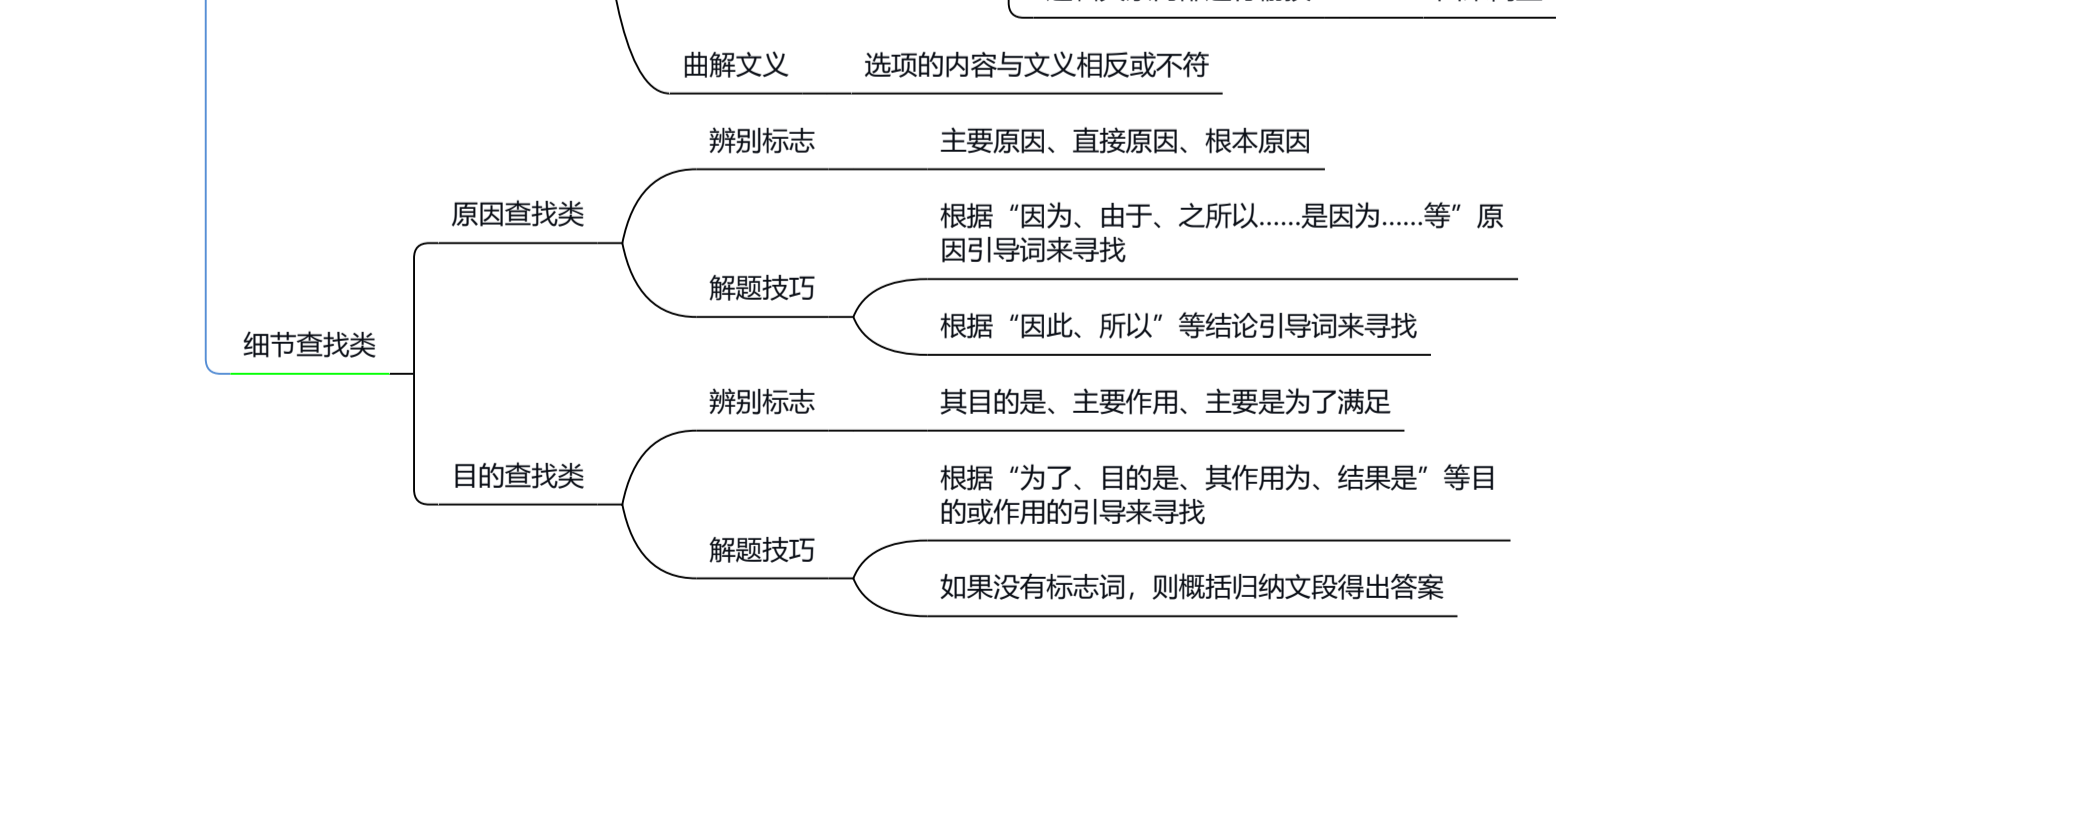 曲解文义
选项的内容与文义相反或不符
辨别标志
主要原因、直接原因、根本原因
原因查找类
根据“因为、由于、之所以……是因为……等”原
因引导词来寻找
解题技巧
根据“因此、所以”等结论引导词来寻找
细节查找类
辨别标志
其目的是、主要作用、主要是为了满足
目的查找类
根据“为了、目的是、其作用为、结果是”等目
的或作用的引导来寻找
解题技巧
如果没有标志词，则概括归纳文段得出答案